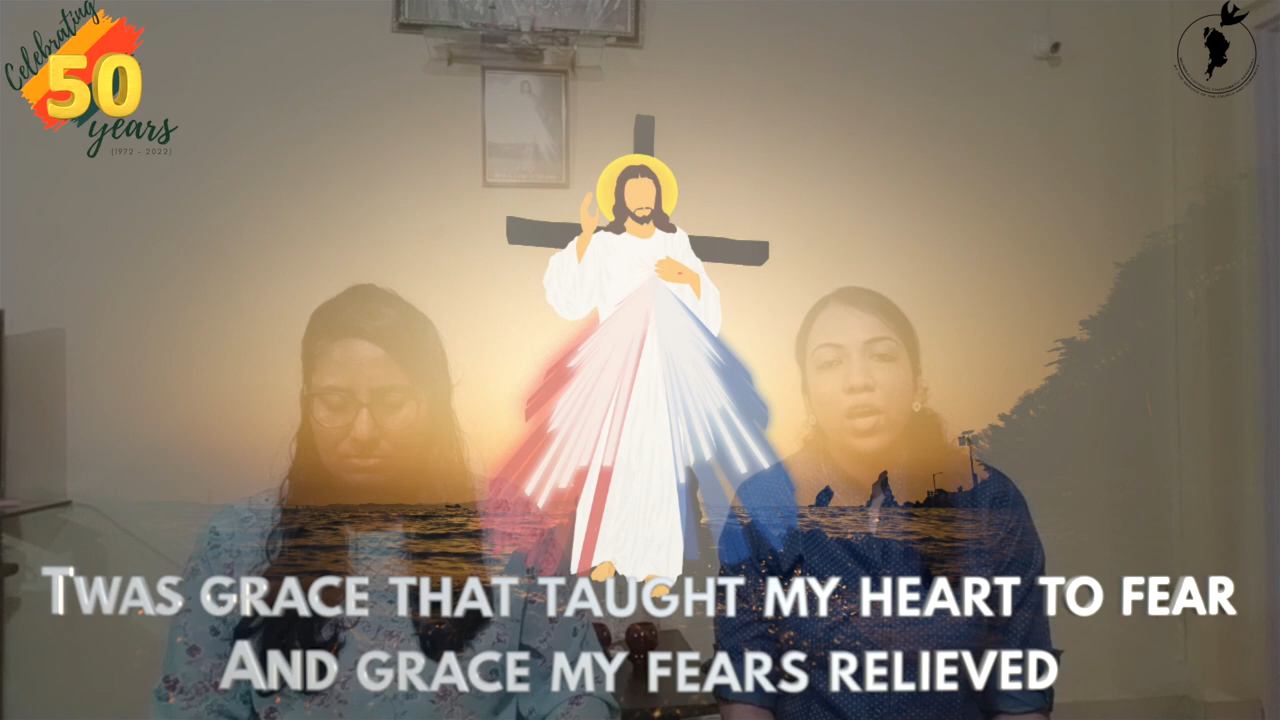 Celebrating
50
years
(1972 - 2022)
TWAS GRACE THAT TAUGHT MY HEART TO FEAR
AND GRACE MY FEARS RELIEVED